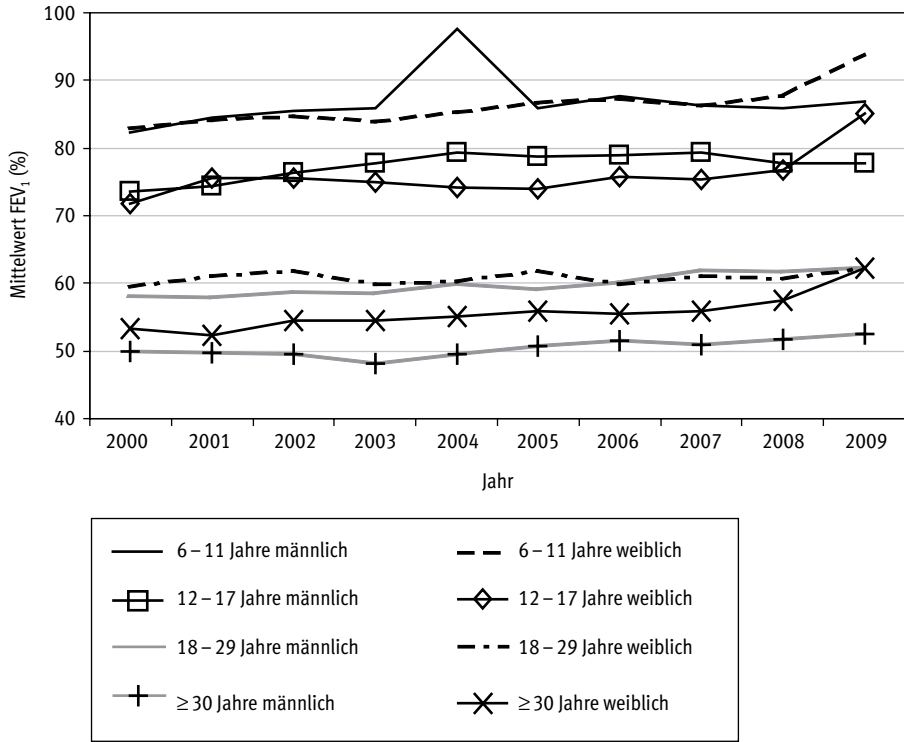 100
90
80
70
60
50
40
Mittelwert FEV₁ (%)
2000 2001 2002 2003 2004 2005 2006 2007 2008 2009
Jahr
6 – 11 Jahre männlich 6 – 11 Jahre weiblich
12 – 17 Jahre männlich 12 – 17 Jahre weiblich
18 – 29 Jahre männlich 18 – 29 Jahre weiblich
≥ 30 Jahre männlich ≥ 30 Jahre weiblich